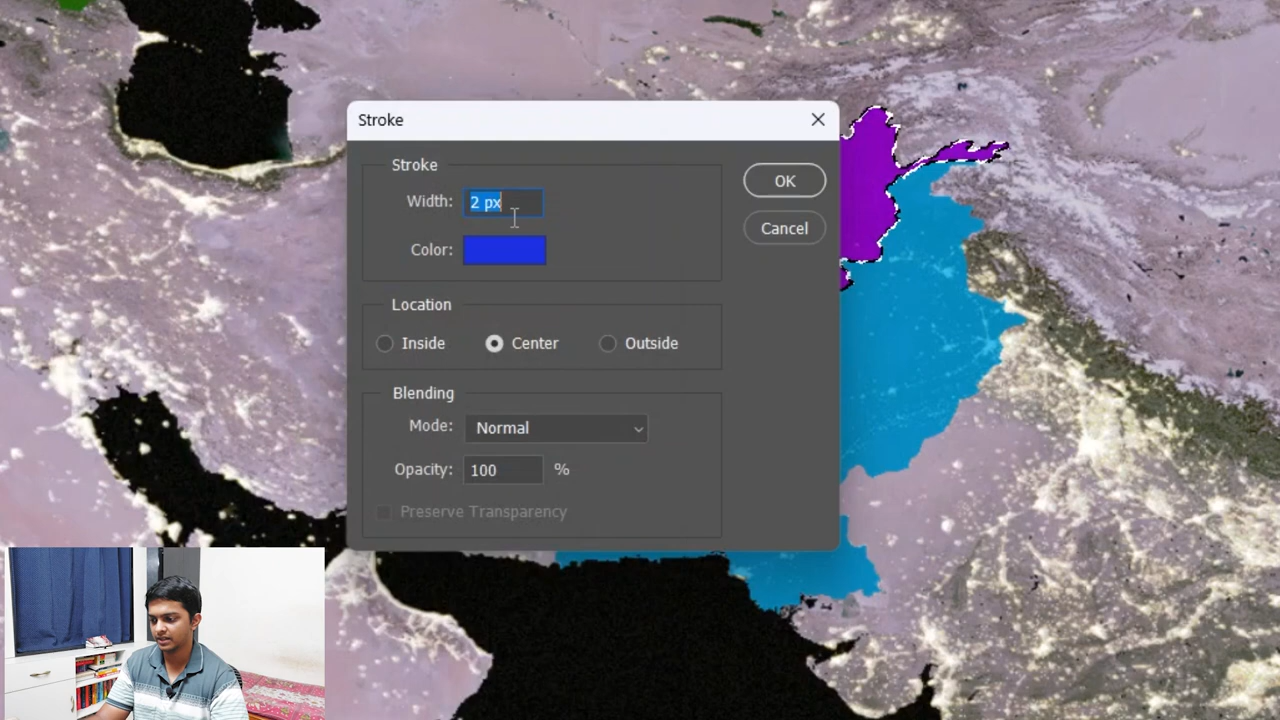 Stroke
Stroke
Width: 2 px
Color:
OK
Cancel
Location
Inside Center Outside
Blending
Mode: Normal
Opacity: 100 %
Preserve Transparency